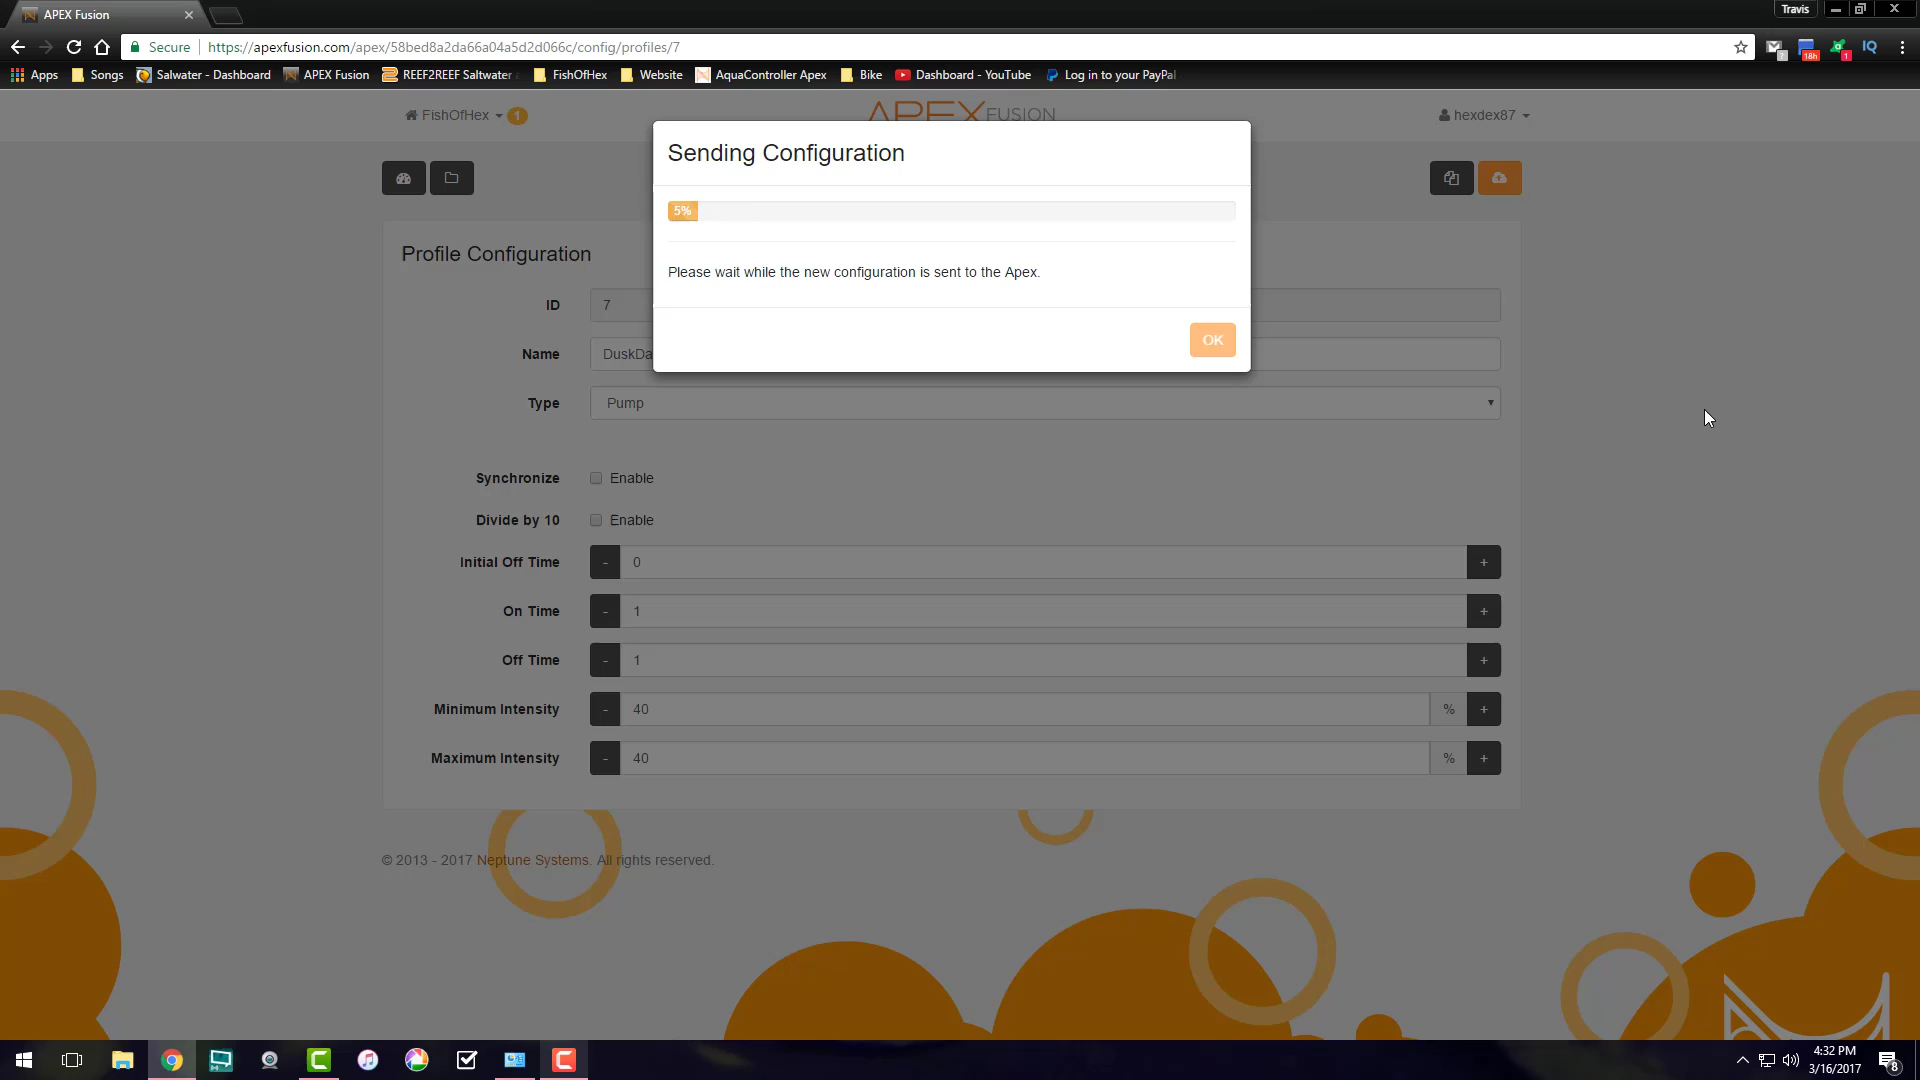 APEX Fusion
Travis
Secure https://apexfusion.com/apex/58bed8a2da66a04a5d2d066c/config/profiles/7
18h 1 IQ
Apps Songs Salwater - Dashboard APEX Fusion REEF2REEF Saltwater FishOfHex Website AquaController Apex Bike Dashboard - YouTube Log in to your PayPal
FishOfHex 1 APEX FUSION hexdex87
Sending Configuration
5%
Please wait while the new configuration is sent to the Apex.
OK
Profile Configuration
ID 7
Name DuskDa
Type Pump
Synchronize Enable
Divide by 10 Enable
Initial Off Time - 0 +
On Time - 1 +
Off Time - 1 +
Minimum Intensity - 40 % +
Maximum Intensity - 40 % +
© 2013 - 2017 Neptune Systems. All rights reserved.
4:32 PM
3/16/2017
8